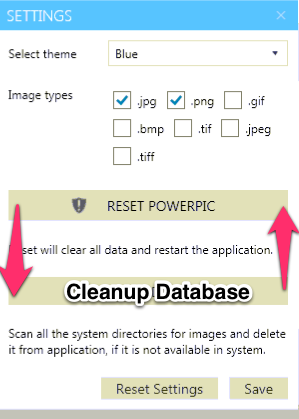 SETTINGS
Select theme Blue
Image types .jpg .png .gif
.bmp .tif .jpeg
.tiff
RESET POWERPIC
Reset will clear all data and restart the application.
Cleanup Database
Scan all the system directories for images and delete
it from application, if it is not available in system.
Reset Settings Save